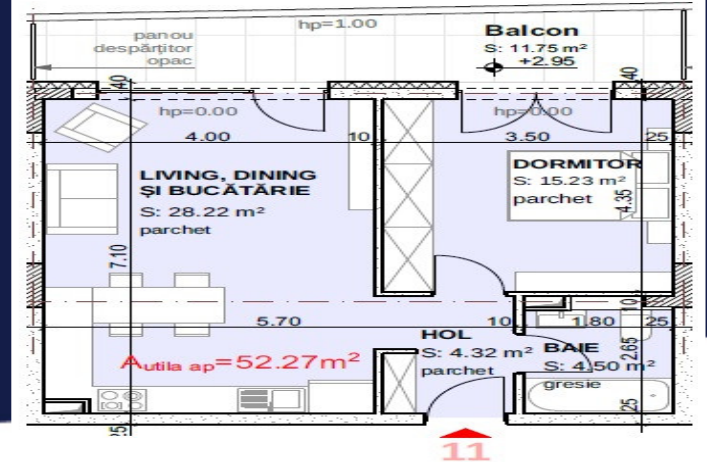 hp=1.00
panou
despărțitor
opac
Balcon
S: 11.75 m²
+2.95
40
40
hp=0.00
hp=0.00
4.00
10
3.50
25
LIVING, DINING
ȘI BUCĂTĂRIE
S: 28.22 m²
parchet
DORMITOR
S: 15.23 m²
parchet
4.35
7.10
5.70
10
1.80
25
10
HOL
S: 4.32 m²
parchet
BAIE
S: 4.50 m²
gresie
2.65
Autila ap=52.27m²
25
25
11